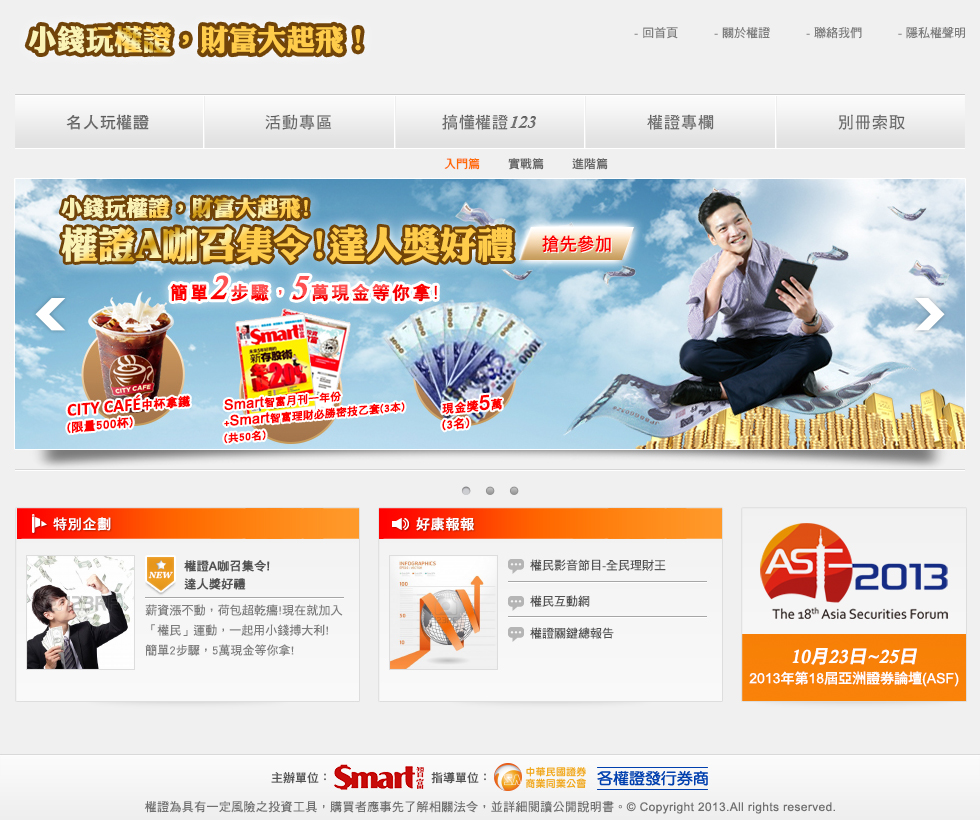 小錢玩權證，財富大起飛！
- 回首頁
- 關於權證
- 聯絡我們
- 隱私權聲明
名人玩權證
活動專區
搞懂權證123
權證專欄
別冊索取
入門篇
實戰篇
進階篇
小錢玩權證，財富大起飛！
權證A咖召集令！達人獎好禮
搶先參加
簡單2步驟，5萬現金等你拿！
CITY CAFE
CITY CAFÉ中杯拿鐵
(限量500杯)
Smart
新存股術
Smart智富月刊一年份
+Smart智富理財必勝密技乙套(3本)
(共50名)
1000
現金獎5萬
(3名)
特別企劃
NEW
權證A咖召集令!
達人獎好禮
薪資漲不動，荷包超乾癟!現在就加入
「權民」運動，一起用小錢搏大利!
簡單2步驟，5萬現金等你拿!
好康報報
INFOGRAPHICS
100
50
10
權民影音節目-全民理財王
權民互動網
權證關鍵總報告
ASF2013
The 18th Asia Securities Forum
10月23日~25日
2013年第18屆亞洲證券論壇(ASF)
主辦單位：
Smart智富
指導單位：
中華民國證券
商業同業公會
各權證發行券商
權證為具有一定風險之投資工具，購買者應事先了解相關法令，並詳細閱讀公開說明書。© Copyright 2013.All rights reserved.